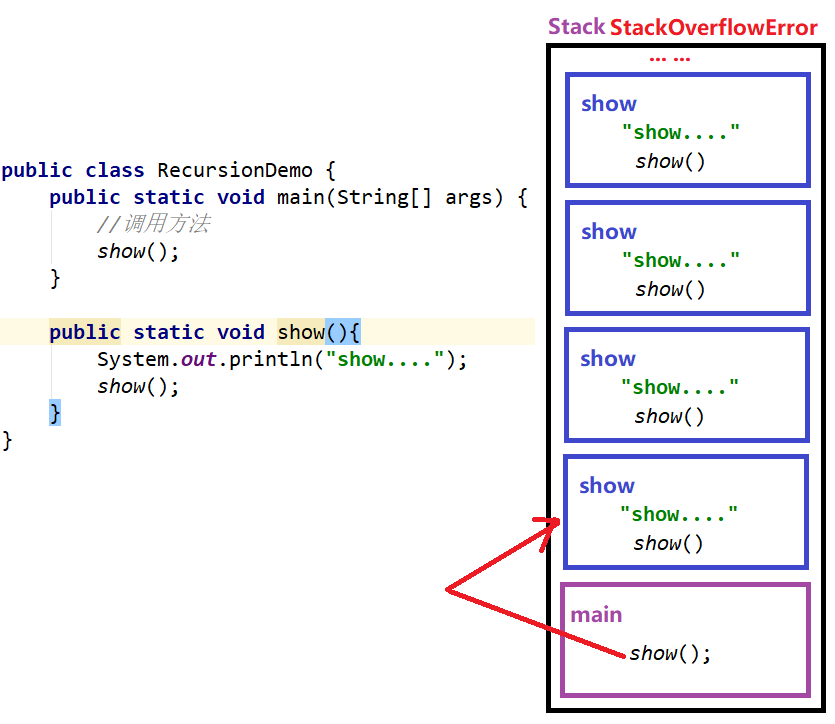 public class RecursionDemo {
public static void main(String[] args) {
//调用方法
show();
}
public static void show(){
System.out.println("show....");
show();
}
}
Stack StackOverflowError
... ...
show
"show...."
show()
show
"show...."
show()
show
"show...."
show()
show
"show...."
show()
main
show();